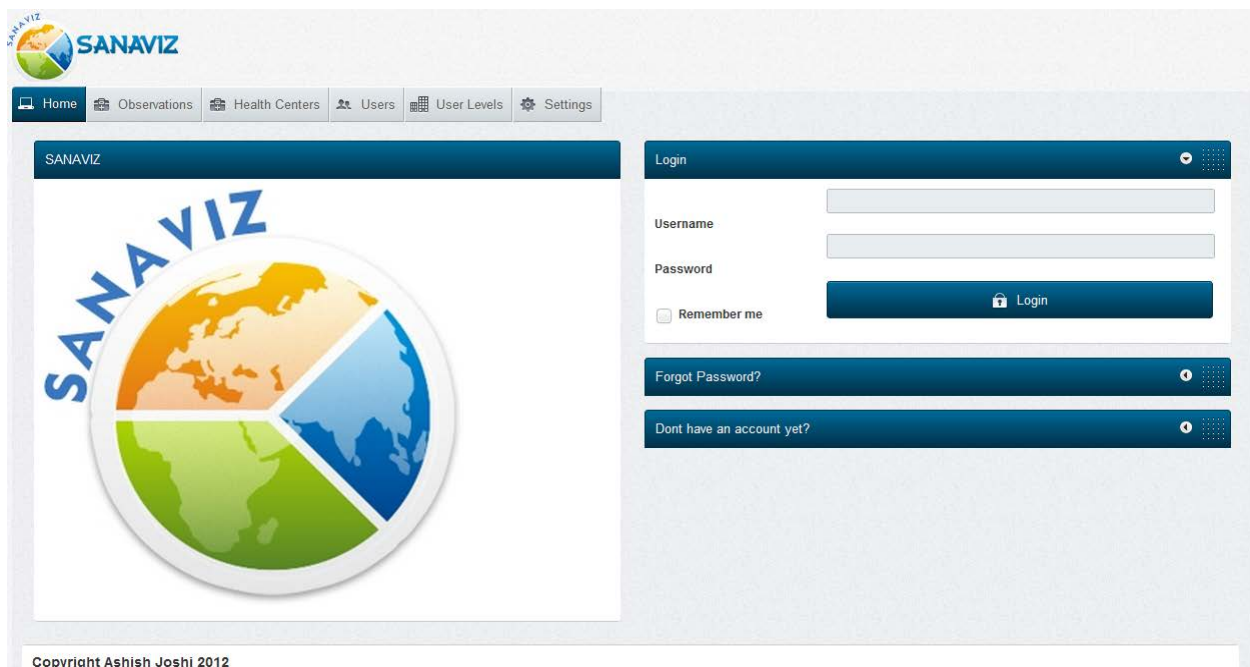 SANAVIZ
SANAVIZ
Home Observations Health Centers Users User Levels Settings
SANAVIZ
SANAVIZ
Login
Username
Password
Remember me
Login
Forgot Password?
Dont have an account yet?
Copyright Ashish Joshi 2012